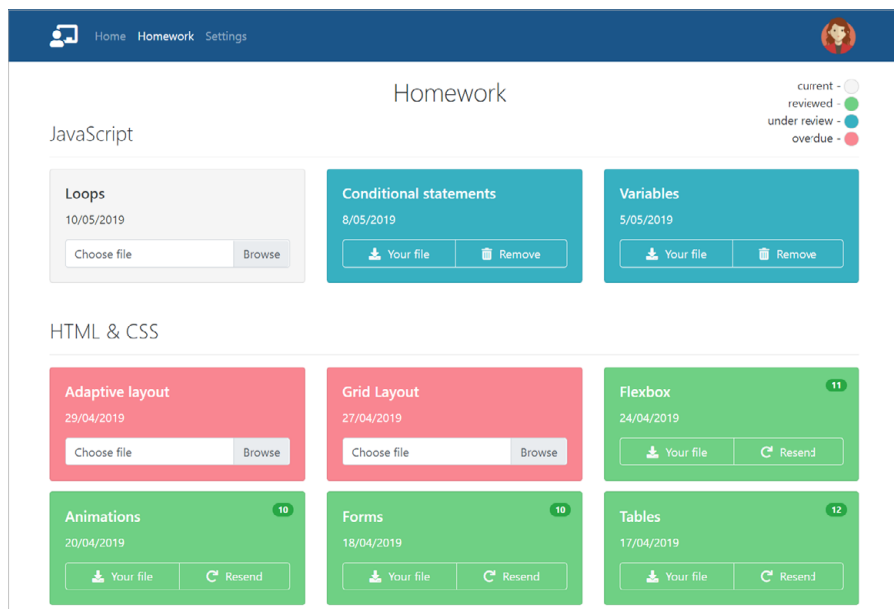 Home Homework Settings
Homework
current -
reviewed -
under review -
overdue -
JavaScript
Loops
10/05/2019
Choose file Browse
Conditional statements
8/05/2019
Your file Remove
Variables
5/05/2019
Your file Remove
HTML & CSS
Adaptive layout
29/04/2019
Choose file Browse
Grid Layout
27/04/2019
Choose file Browse
Flexbox 11
24/04/2019
Your file Resend
Animations 10
20/04/2019
Your file Resend
Forms 10
18/04/2019
Your file Resend
Tables 12
17/04/2019
Your file Resend